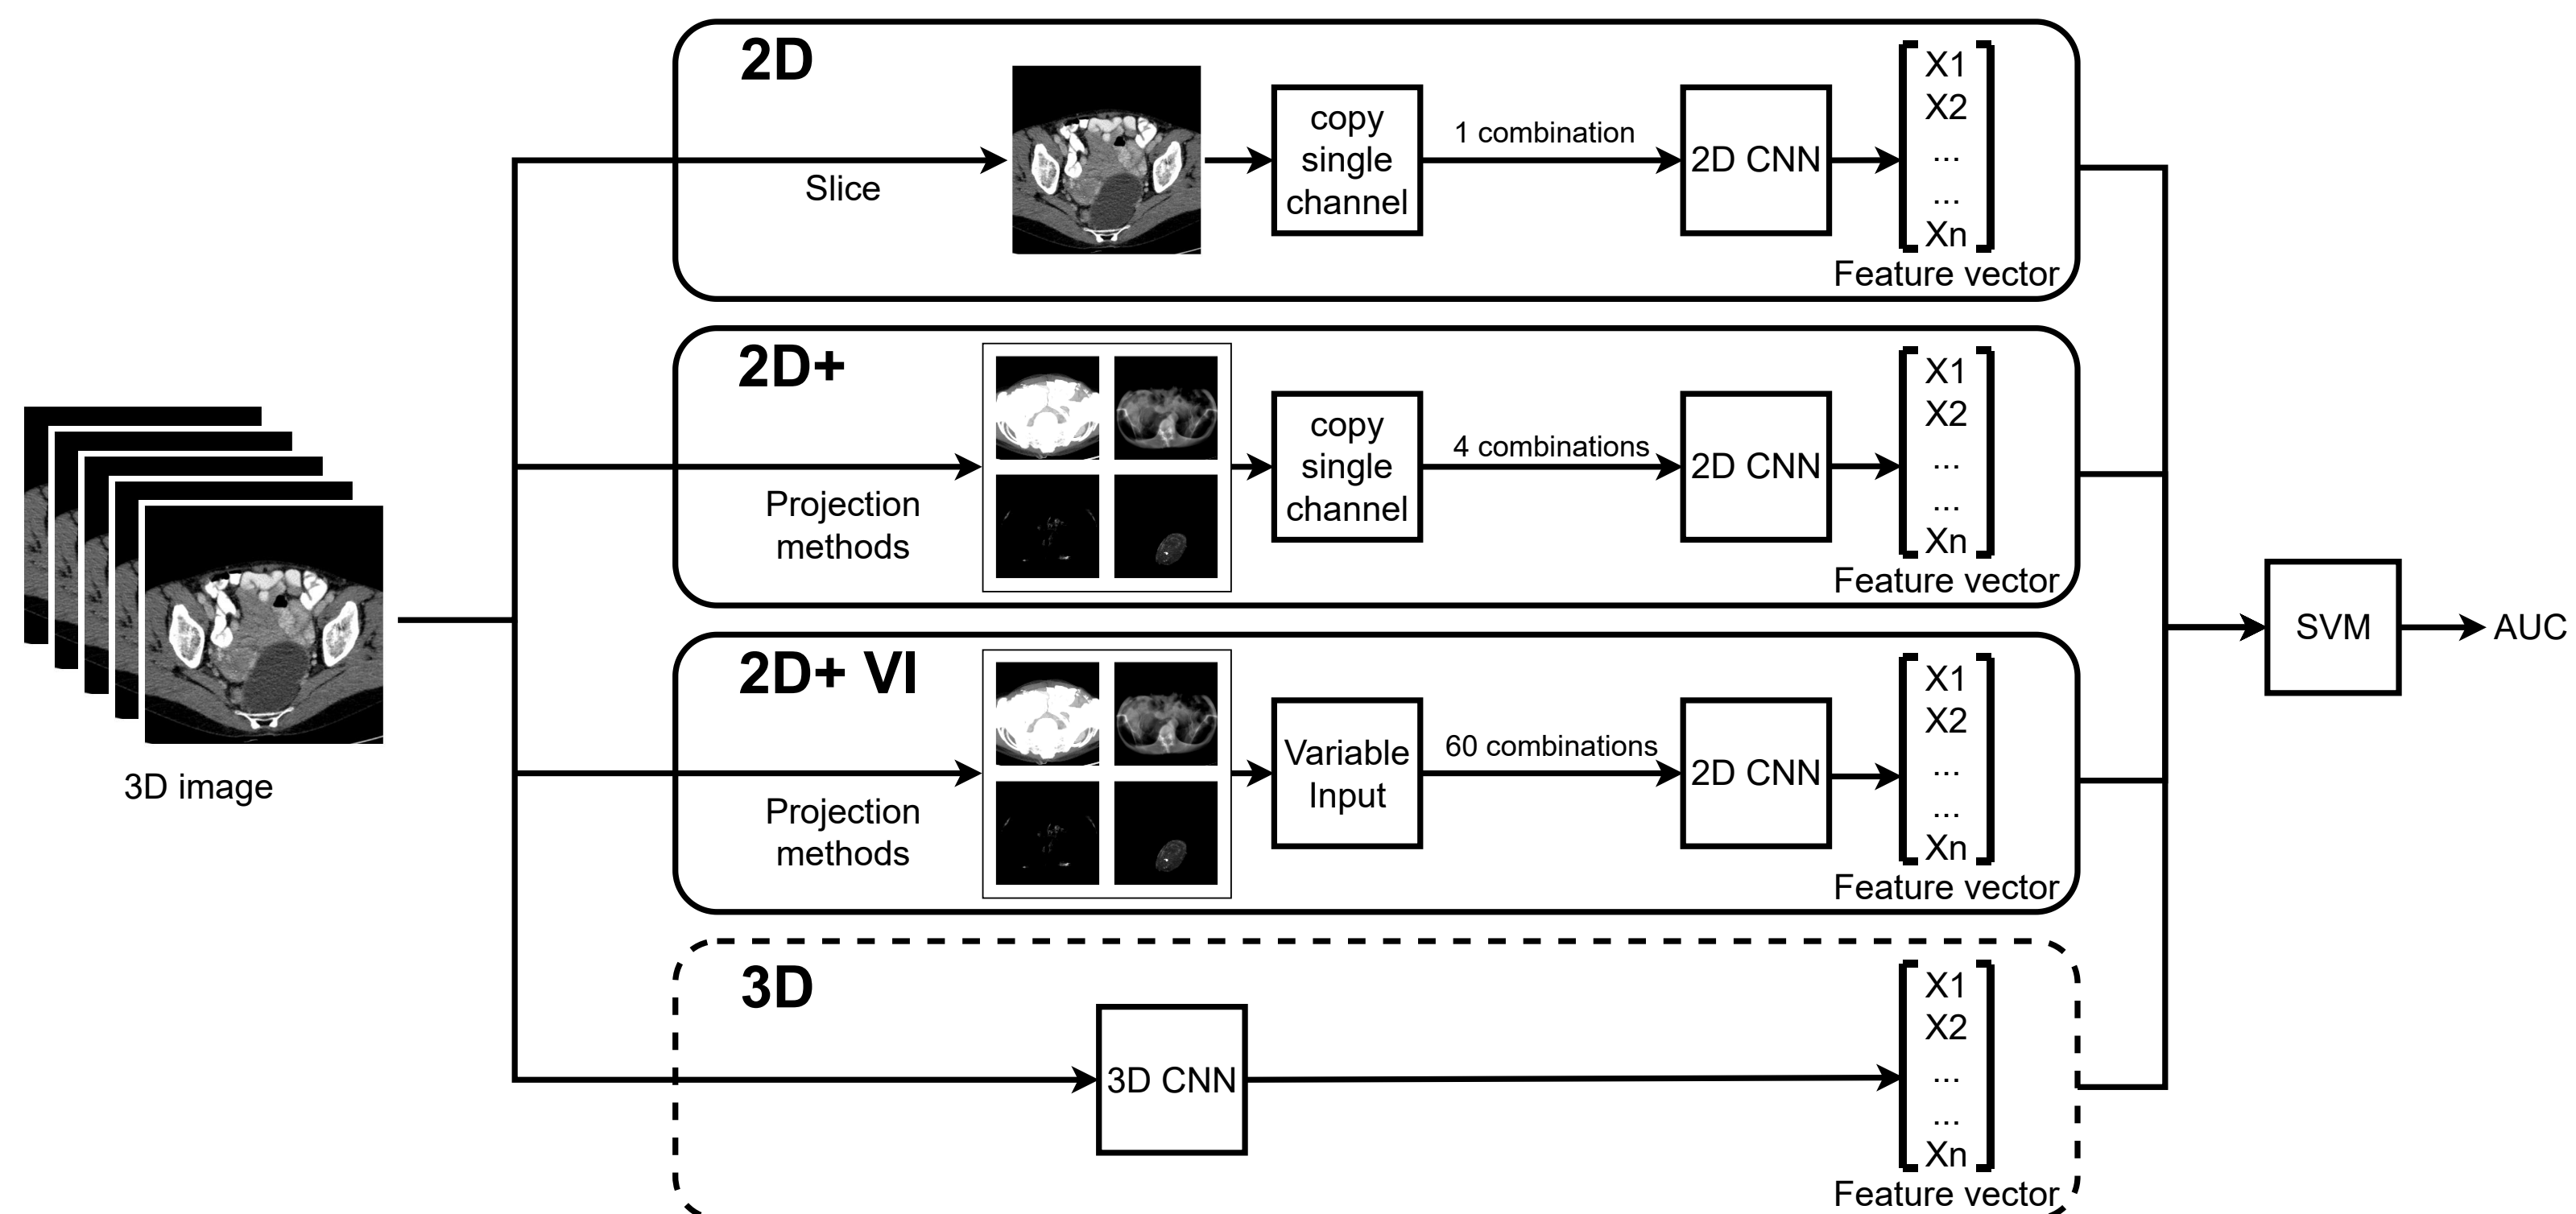 3D image
2D
Slice
copy
single
channel
1 combination
2D CNN
X1
X2
...
...
Xn
Feature vector
2D+
Projection
methods
copy
single
channel
4 combinations
2D CNN
X1
X2
...
...
Xn
Feature vector
2D+ VI
Projection
methods
Variable
Input
60 combinations
2D CNN
X1
X2
...
...
Xn
Feature vector
3D
3D CNN
X1
X2
...
...
Xn
Feature vector
SVM
AUC